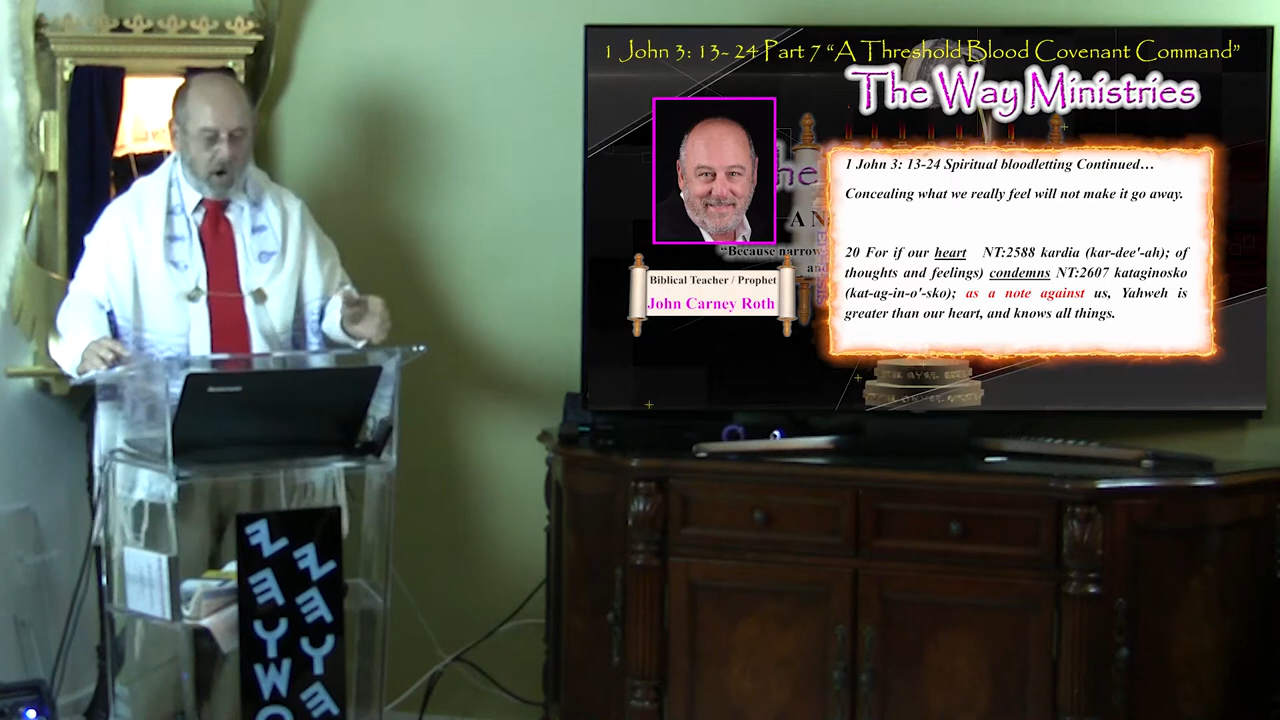 1 John 3: 13- 24 Part 7 “A Threshold Blood Covenant Command”
The Way Ministries
1 John 3: 13-24 Spiritual bloodletting Continued…
Concealing what we really feel will not make it go away.
20 For if our heart NT:2588 kardia (kar-dee'-ah); of
thoughts and feelings) condemns NT:2607 kataginosko
(kat-ag-in-o'-sko); as a note against us, Yahweh is
greater than our heart, and knows all things.
he
A N
“Because narrow
and
Biblical Teacher / Prophet
John Carney Roth
lenovo